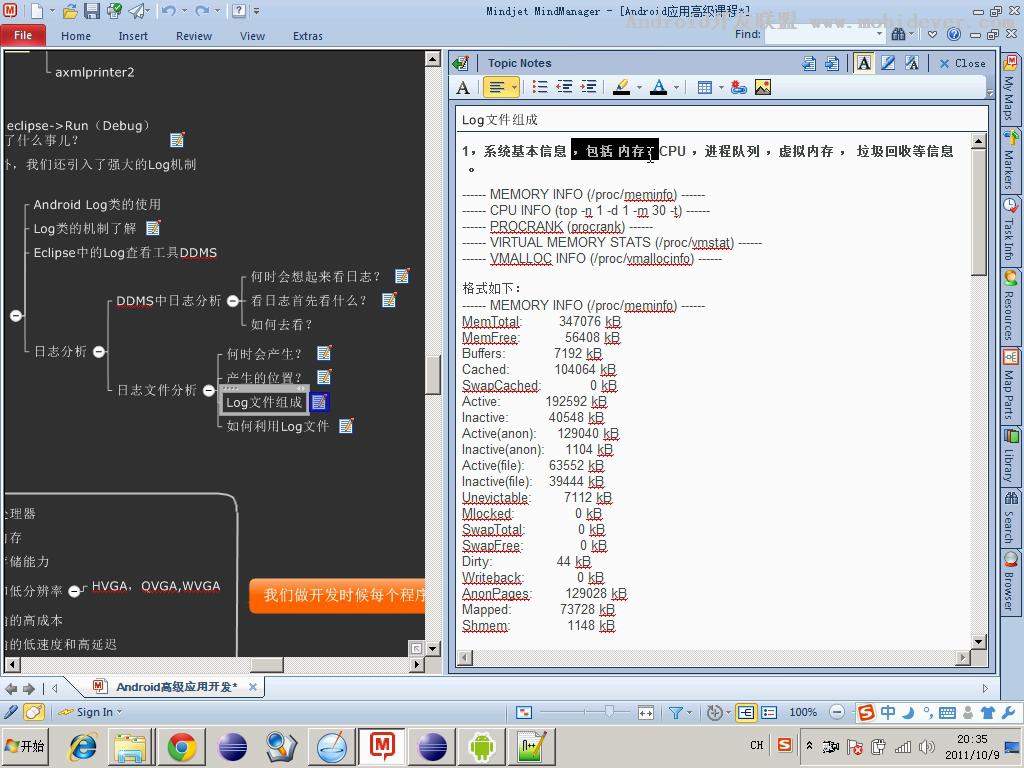 Mindjet MindManager - [Android应用高级课程*]
Android开发联盟 www.mobidever.com
File
Home
Insert
Review
View
Extras
Find:
axmlprinter2
eclipse->Run（Debug）
了什么事儿？
外，我们还引入了强大的Log机制
Android Log类的使用
Log类的机制了解
Eclipse中的Log查看工具DDMS
何时会想起来看日志？
DDMS中日志分析
看日志首先看什么？
如何去看？
日志分析
何时会产生？
产生的位置？
日志文件分析
Log文件组成
如何利用Log文件
处理器
存
存储能力
低分辨率
HVGA，QVGA,WVGA
我们做开发时候每个程序
的高成本
的低速度和高延迟
Topic Notes
Close
Log文件组成
1，系统基本信息 ，包括 内存，CPU ，进程队列 ，虚拟内存 ， 垃圾回收等信息
。
------ MEMORY INFO (/proc/meminfo) ------
------ CPU INFO (top -n 1 -d 1 -m 30 -t) ------
------ PROCRANK (procrank) ------
------ VIRTUAL MEMORY STATS (/proc/vmstat) ------
------ VMALLOC INFO (/proc/vmallocinfo) ------
格式如下：
------ MEMORY INFO (/proc/meminfo) ------
MemTotal: 347076 kB
MemFree: 56408 kB
Buffers: 7192 kB
Cached: 104064 kB
SwapCached: 0 kB
Active: 192592 kB
Inactive: 40548 kB
Active(anon): 129040 kB
Inactive(anon): 1104 kB
Active(file): 63552 kB
Inactive(file): 39444 kB
Unevictable: 7112 kB
Mlocked: 0 kB
SwapTotal: 0 kB
SwapFree: 0 kB
Dirty: 44 kB
Writeback: 0 kB
AnonPages: 129028 kB
Mapped: 73728 kB
Shmem: 1148 kB
My Maps
Markers
Task Info
Resources
Map Parts
Library
Search
Browser
Android高级应用开发*
Sign In
100%
中
开始
CH
20:35
2011/10/9